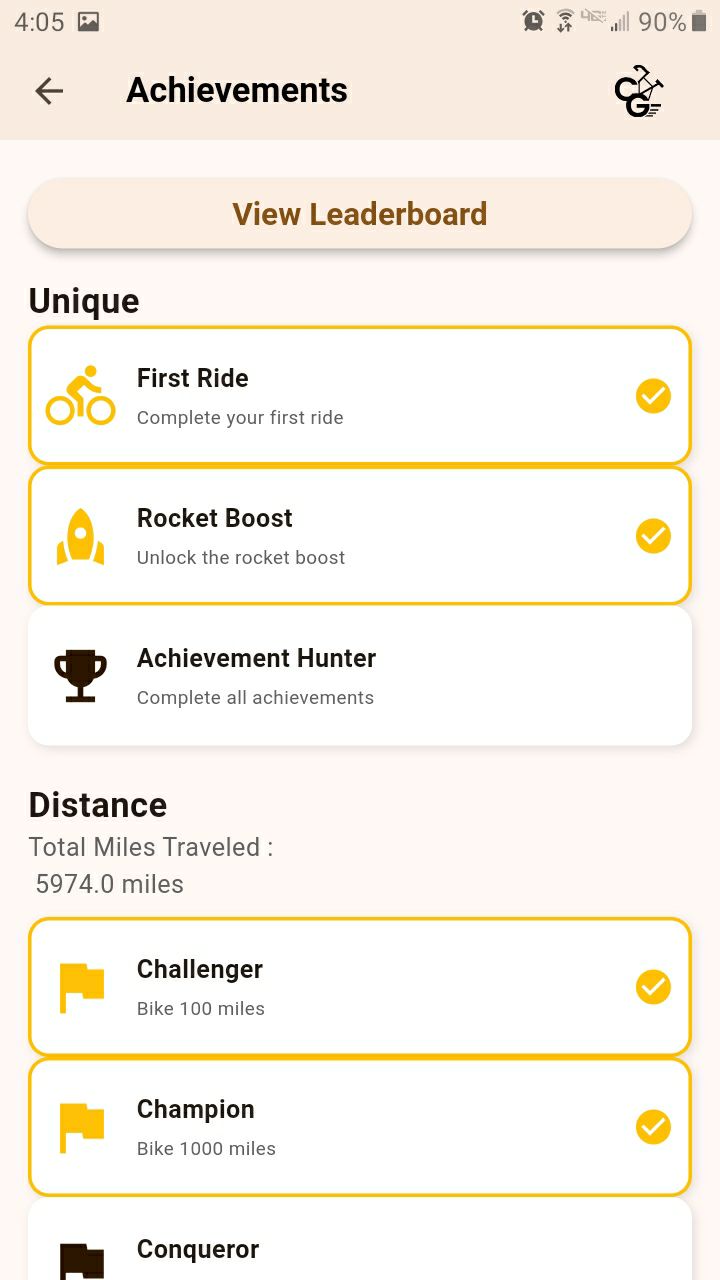 4:05
90%
Achievements
CG
View Leaderboard
Unique
First Ride
Complete your first ride
Rocket Boost
Unlock the rocket boost
Achievement Hunter
Complete all achievements
Distance
Total Miles Traveled :
5974.0 miles
Challenger
Bike 100 miles
Champion
Bike 1000 miles
Conqueror